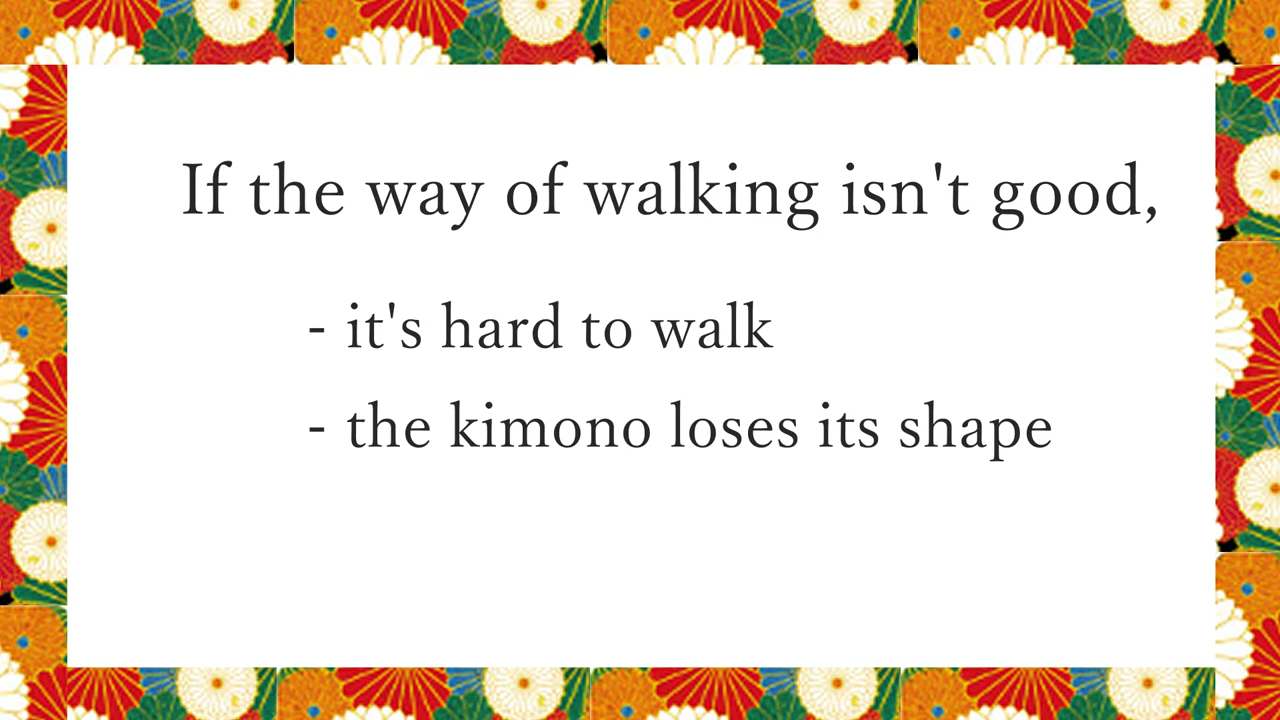 If the way of walking isn't good,
- it's hard to walk
- the kimono loses its shape